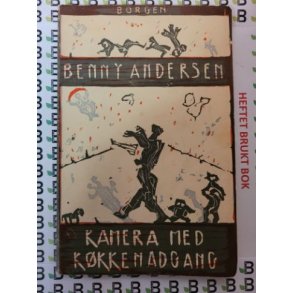 BORGEN
BENNY ANDERSEN
KAMERA MED
KØKKENADGANG
HEFTET BRUKT BOK